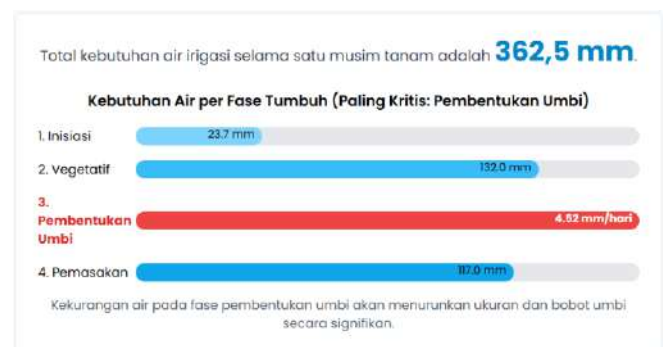 Total kebutuhan air irigasi selama satu musim tanam adalah 362,5 mm.
Kebutuhan Air per Fase Tumbuh (Paling Kritis: Pembentukan Umbi)
1. Inisiasi
23.7 mm
2. Vegetatif
132.0 mm
3.
Pembentukan
Umbi
4.52 mm/hari
4. Pemasakan
117.0 mm
Kekurangan air pada fase pembentukan umbi akan menurunkan ukuran dan bobot umbi
secara signifikan.